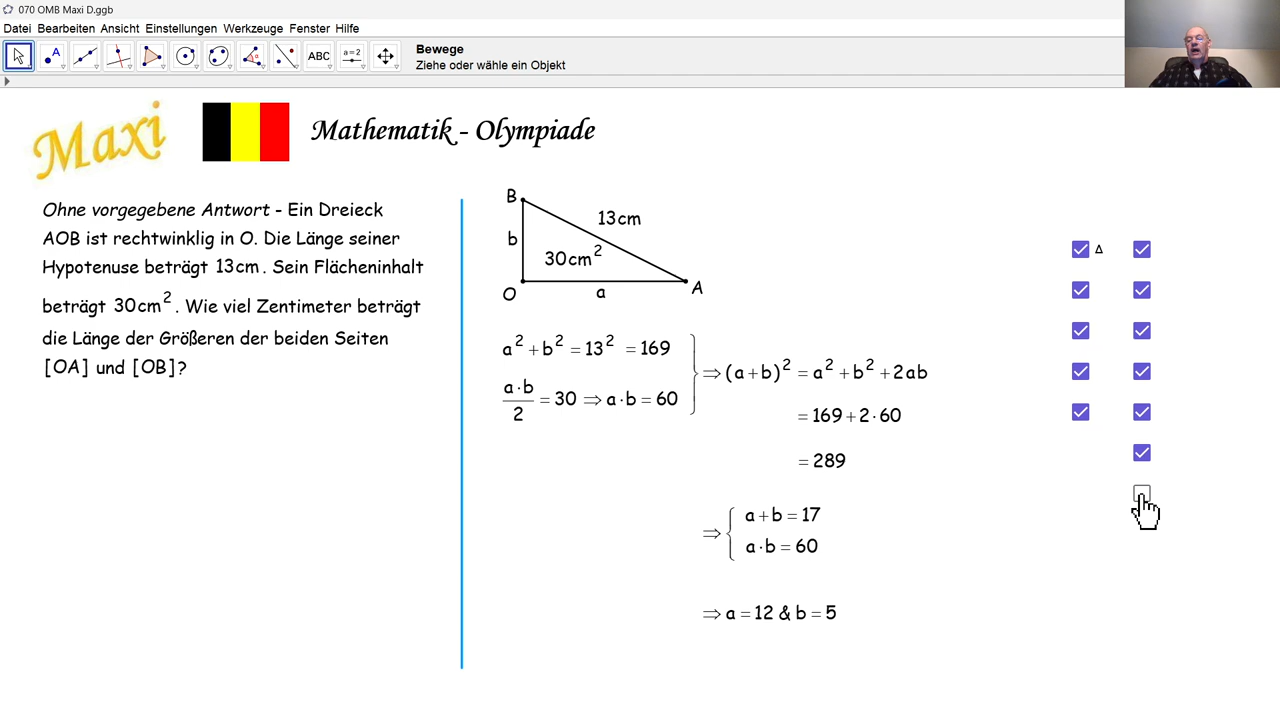 070 OMB Maxi D.ggb
Datei Bearbeiten Ansicht Einstellungen Werkzeuge Fenster Hilfe
A ABC a=2 Bewege
Ziehe oder wähle ein Objekt
Maxi Mathematik - Olympiade
Ohne vorgegebene Antwort - Ein Dreieck
AOB ist rechtwinklig in O. Die Länge seiner
Hypotenuse beträgt 13cm. Sein Flächeninhalt
beträgt 30cm². Wie viel Zentimeter beträgt
die Länge der Größeren der beiden Seiten
[OA] und [OB]?
B
13cm
b
30cm²
O a A
a² + b² = 13² = 169
a·b/2 = 30 ⇒ a·b = 60
⇒ (a+b)² = a² + b² + 2ab
= 169 + 2·60
= 289
⇒ { a+b = 17
a·b = 60
⇒ a = 12 & b = 5
Δ